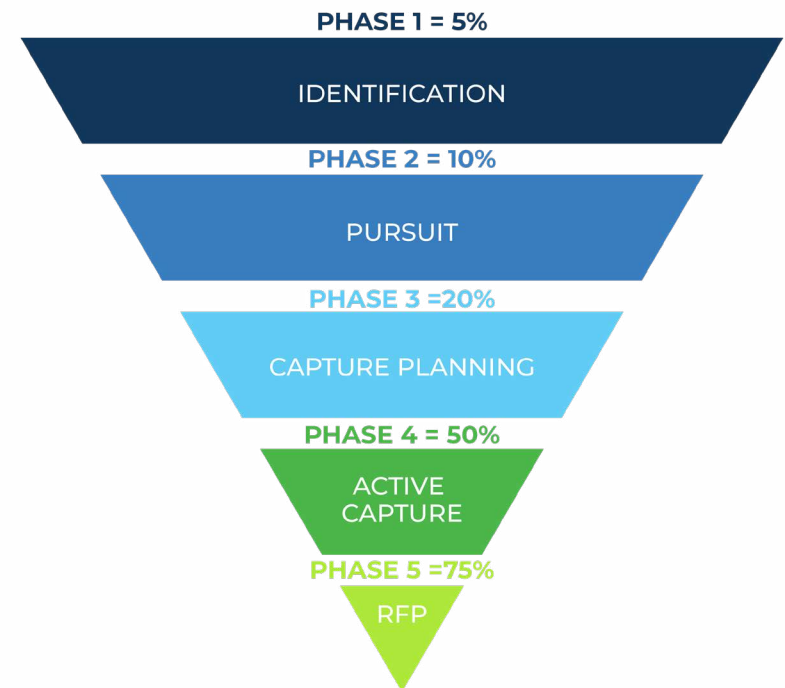 PHASE 1 = 5%
IDENTIFICATION
PHASE 2 = 10%
PURSUIT
PHASE 3 =20%
CAPTURE PLANNING
PHASE 4 = 50%
ACTIVE
CAPTURE
PHASE 5 =75%
RFP